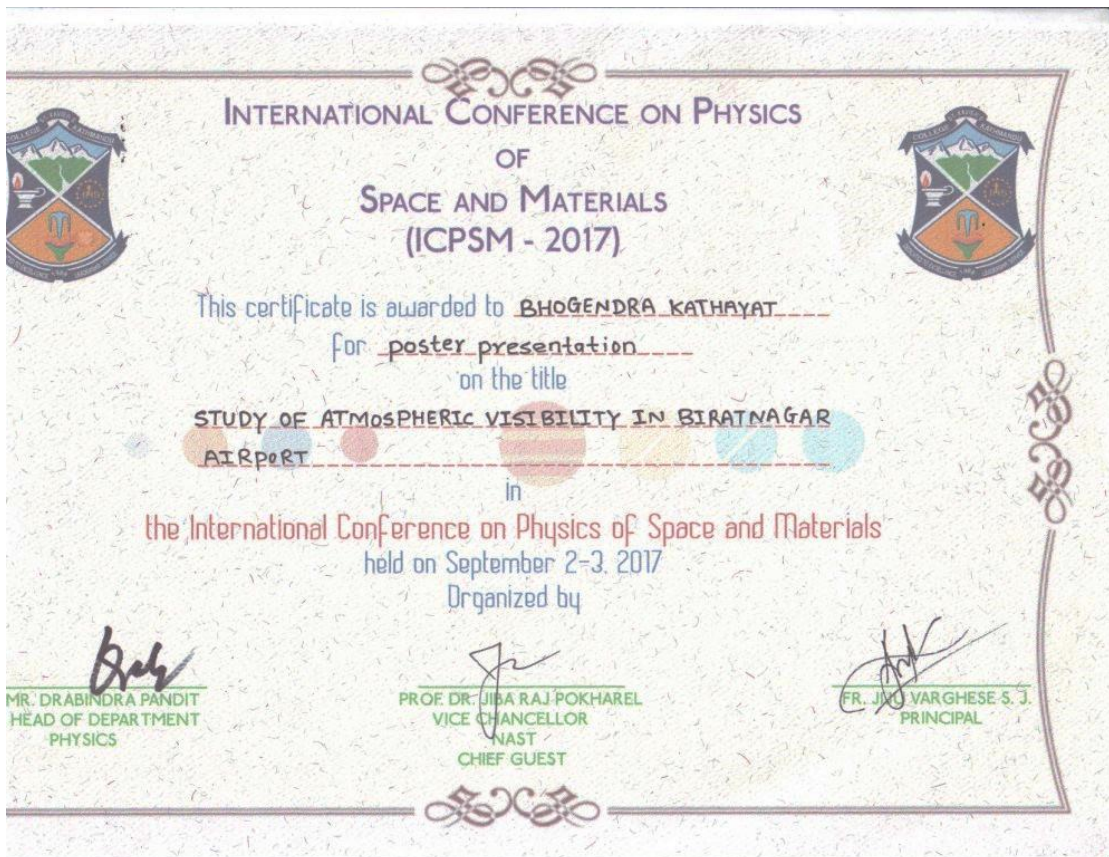 INTERNATIONAL CONFERENCE ON PHYSICS
OF
SPACE AND MATERIALS
(ICPSM - 2017)
This certificate is awarded to BHOGENDRA KATHAYAT
for poster presentation
on the title
STUDY OF ATMOSPHERIC VISIBILITY IN BIRATNAGAR
AIRPORT
in
the International Conference on Physics of Space and Materials
held on September 2-3, 2017
Organized by
MR. DRABINDRA PANDIT
HEAD OF DEPARTMENT
PHYSICS
PROF. DR. JIBA RAJ POKHAREL
VICE CHANCELLOR
NAST
CHIEF GUEST
FR. VARGHESE S. J.
PRINCIPAL